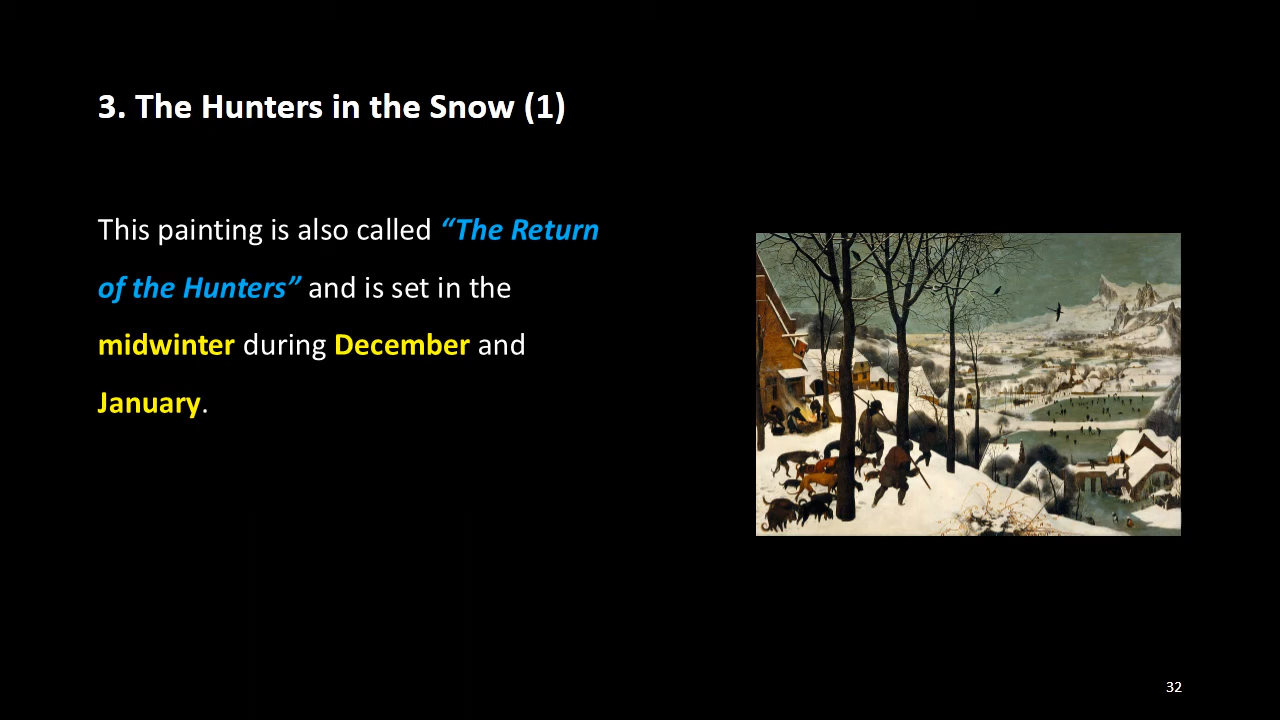 3. The Hunters in the Snow (1)
This painting is also called “The Return
of the Hunters” and is set in the
midwinter during December and
January.
32